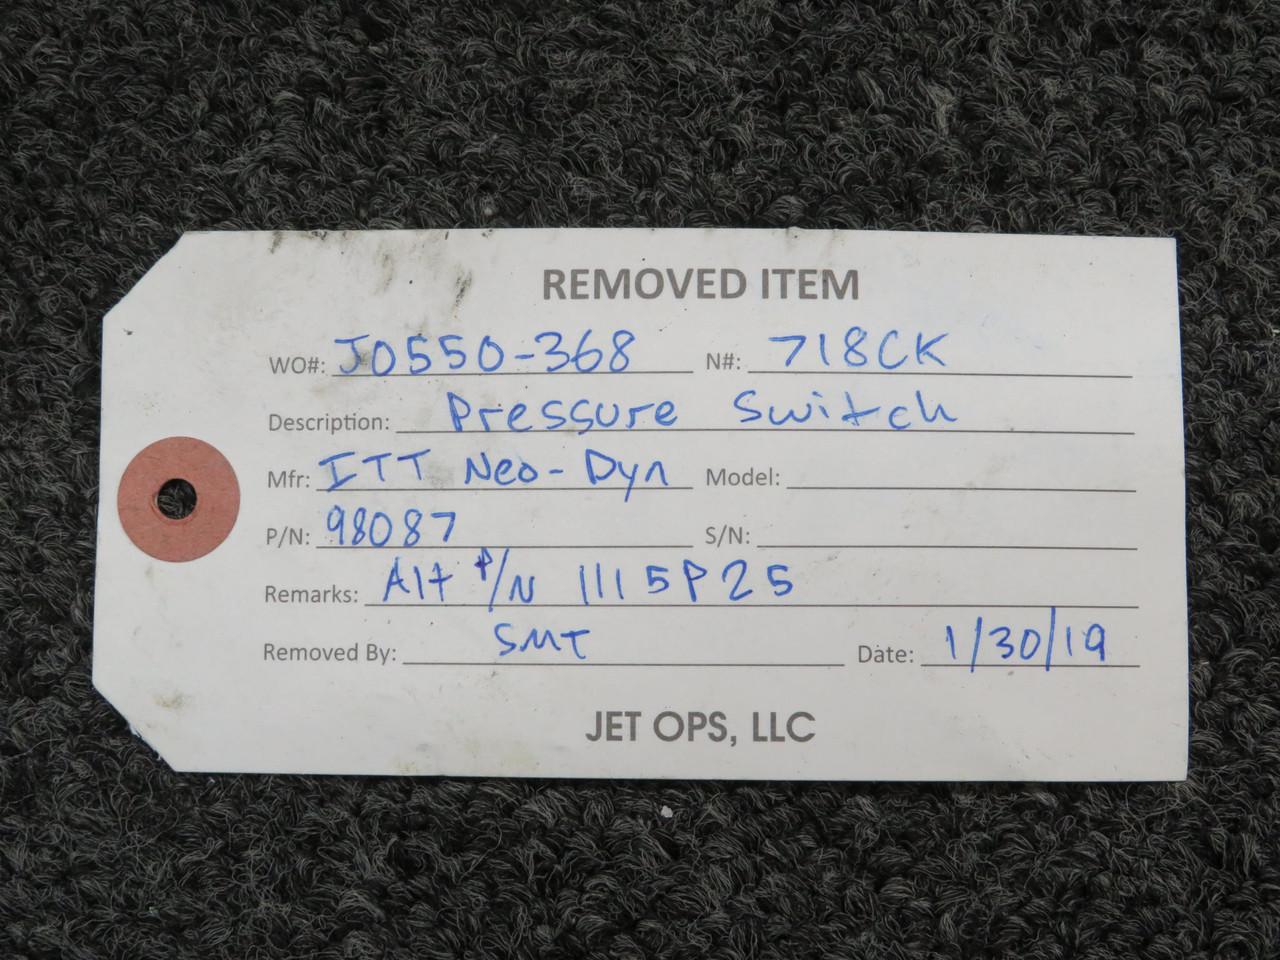 REMOVED ITEM
WO#: J0550-368 N#: 718CK
Description: Pressure Switch
Mfr: ITT Neo-Dyn Model:
P/N: 98087 S/N:
Remarks: Alt P/N 1115P25
Removed By: SMT Date: 1/30/19
JET OPS, LLC